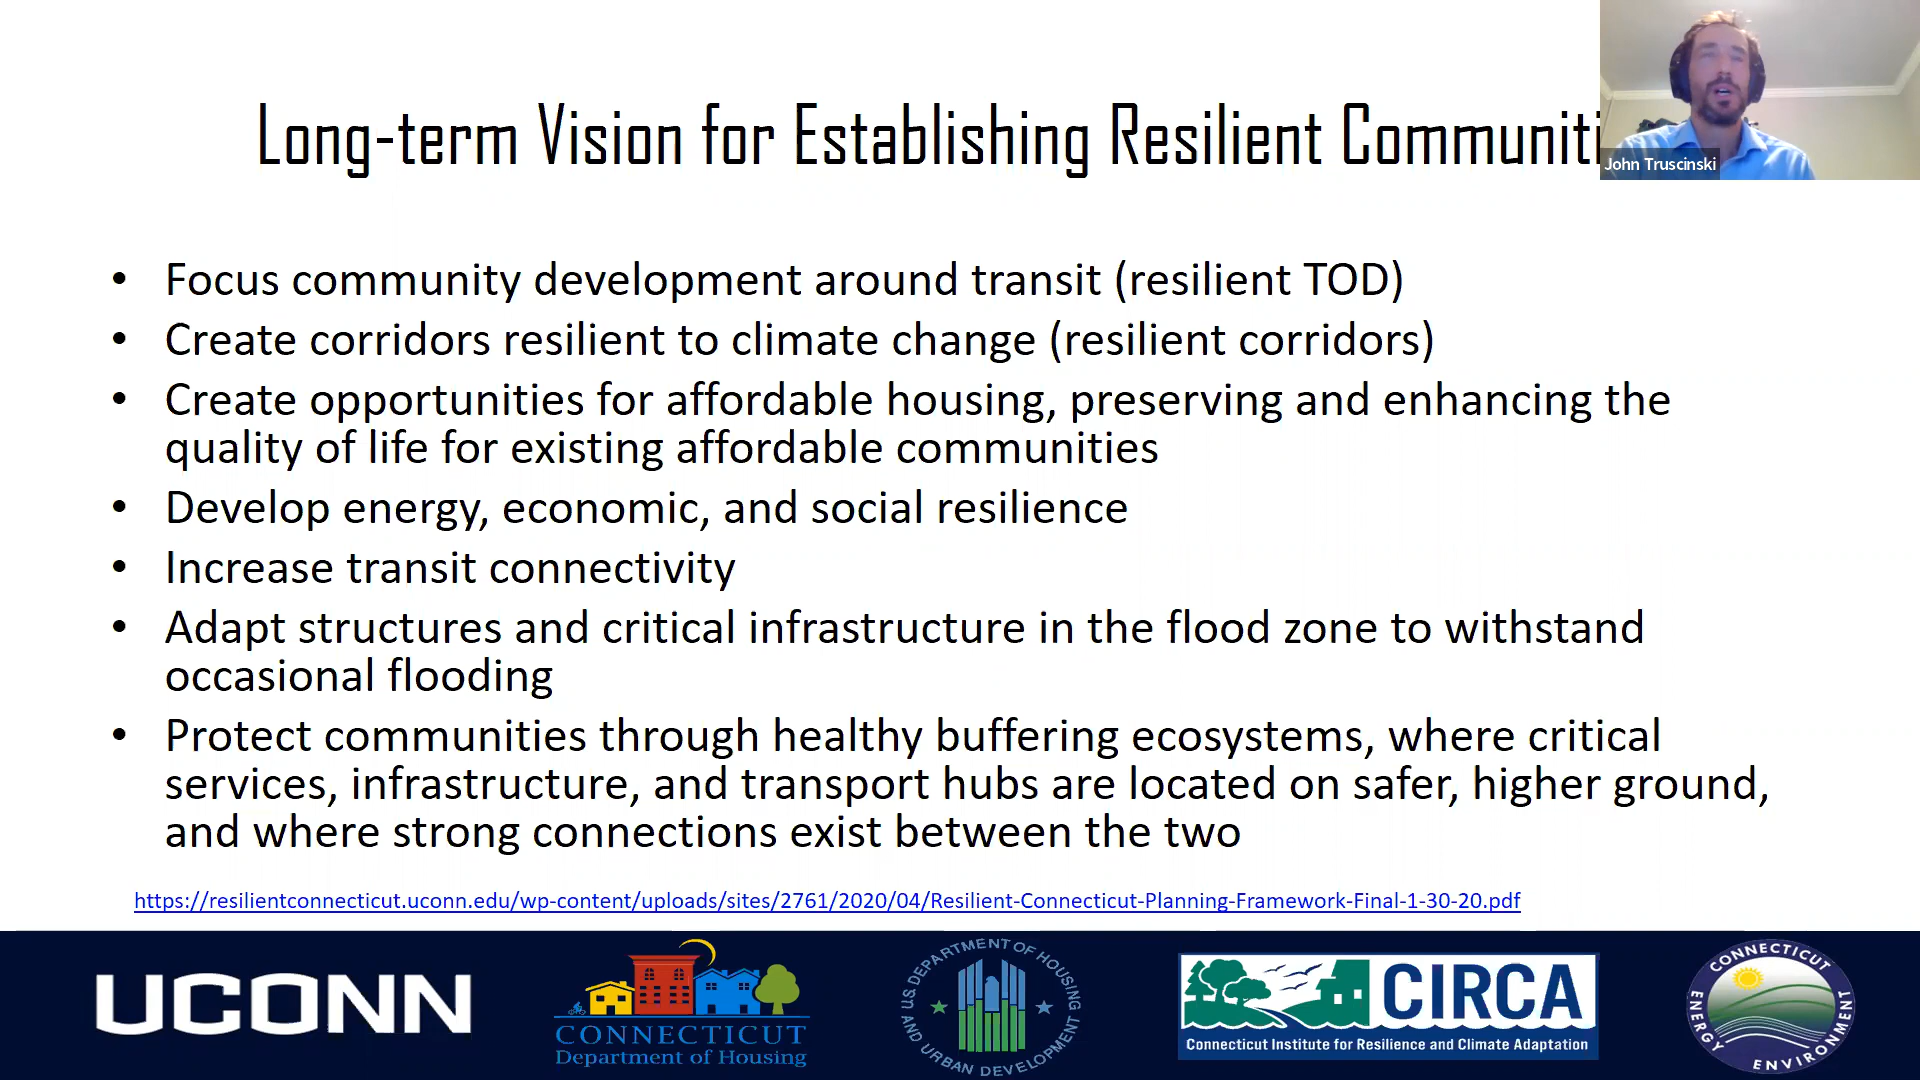 Long-term Vision for Establishing Resilient Communiti
John Truscinski
• Focus community development around transit (resilient TOD)
• Create corridors resilient to climate change (resilient corridors)
• Create opportunities for affordable housing, preserving and enhancing the
quality of life for existing affordable communities
• Develop energy, economic, and social resilience
• Increase transit connectivity
• Adapt structures and critical infrastructure in the flood zone to withstand
occasional flooding
• Protect communities through healthy buffering ecosystems, where critical
services, infrastructure, and transport hubs are located on safer, higher ground,
and where strong connections exist between the two
https://resilientconnecticut.uconn.edu/wp-content/uploads/sites/2761/2020/04/Resilient-Connecticut-Planning-Framework-Final-1-30-20.pdf
UCONN
CONNECTICUT
Department of Housing
U.S. DEPARTMENT OF HOUSING
AND URBAN DEVELOPMENT
CIRCA
Connecticut Institute for Resilience and Climate Adaptation
CONNECTICUT
ENERGY
ENVIRONMENT